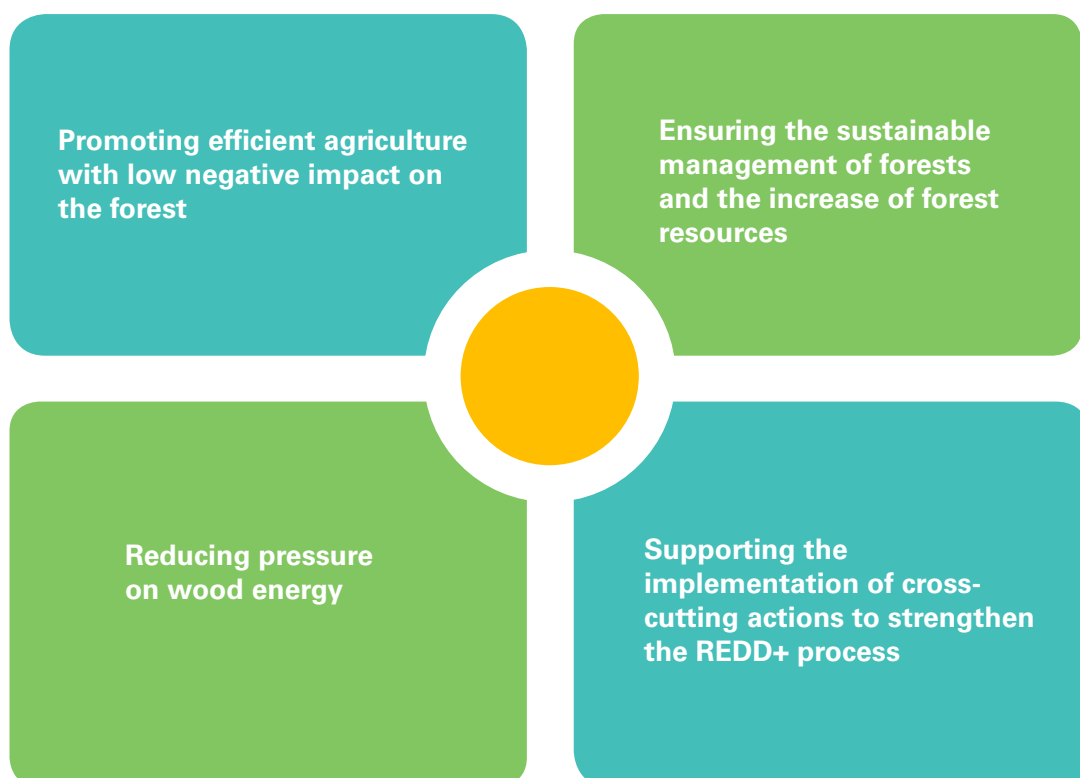 Promoting efficient agriculture
with low negative impact on
the forest
Ensuring the sustainable
management of forests
and the increase of forest
resources
Reducing pressure
on wood energy
Supporting the
implementation of cross-
cutting actions to strengthen
the REDD+ process